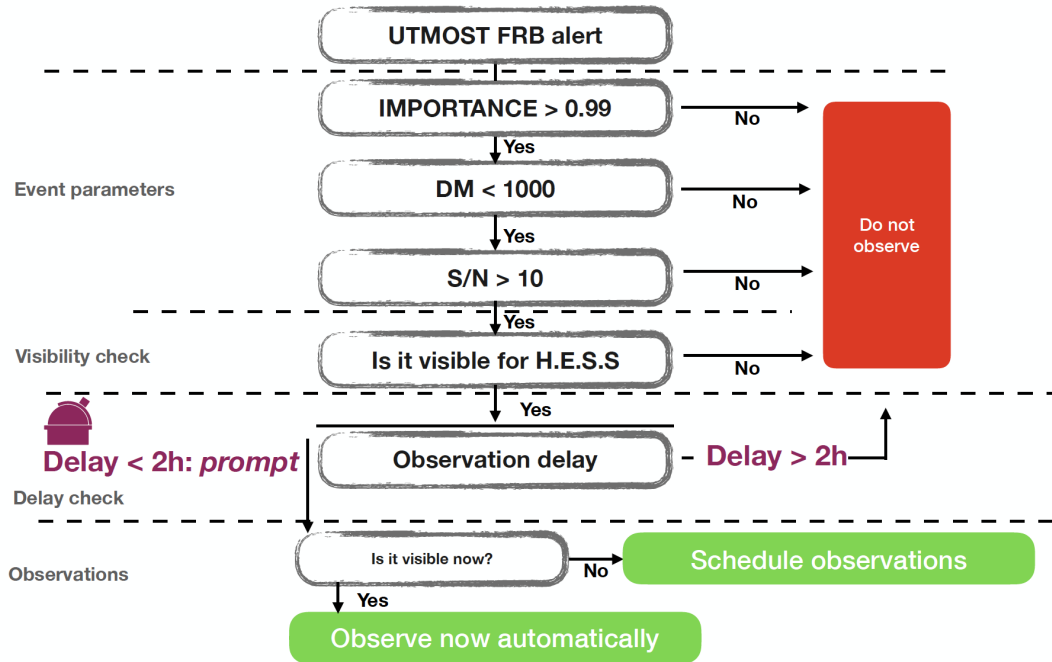 UTMOST FRB alert
IMPORTANCE > 0.99
No
Yes
Event parameters
DM < 1000
No
Do not
observe
Yes
S/N > 10
No
Yes
Visibility check
Is it visible for H.E.S.S
No
Yes
Delay < 2h: prompt
Observation delay
Delay > 2h
Delay check
Observations
Is it visible now?
No
Schedule observations
Yes
Observe now automatically